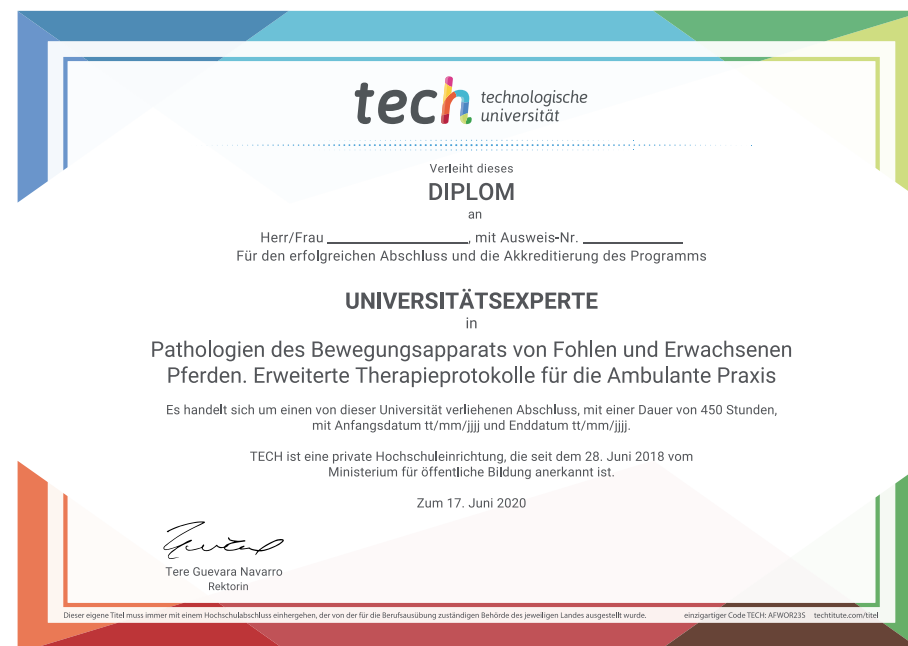 tech technologische
universität
Verleiht dieses
DIPLOM
an
Herr/Frau ____________, mit Ausweis-Nr. ____________
Für den erfolgreichen Abschluss und die Akkreditierung des Programms
UNIVERSITÄTSEXPERTE
in
Pathologien des Bewegungsapparats von Fohlen und Erwachsenen
Pferden. Erweiterte Therapieprotokolle für die Ambulante Praxis
Es handelt sich um einen von dieser Universität verliehenen Abschluss, mit einer Dauer von 450 Stunden,
mit Anfangsdatum tt/mm/jjjj und Enddatum tt/mm/jjjj.
TECH ist eine private Hochschuleinrichtung, die seit dem 28. Juni 2018 vom
Ministerium für öffentliche Bildung anerkannt ist.
Zum 17. Juni 2020
Tere Guevara Navarro
Rektorin
Dieser eigene Titel muss immer mit einem Hochschulabschluss einhergehen, der von der für die Berufsausübung zuständigen Behörde des jeweiligen Landes ausgestellt wurde. einzigartiger Code TECH: AFWOR23S techtitute.com/titel